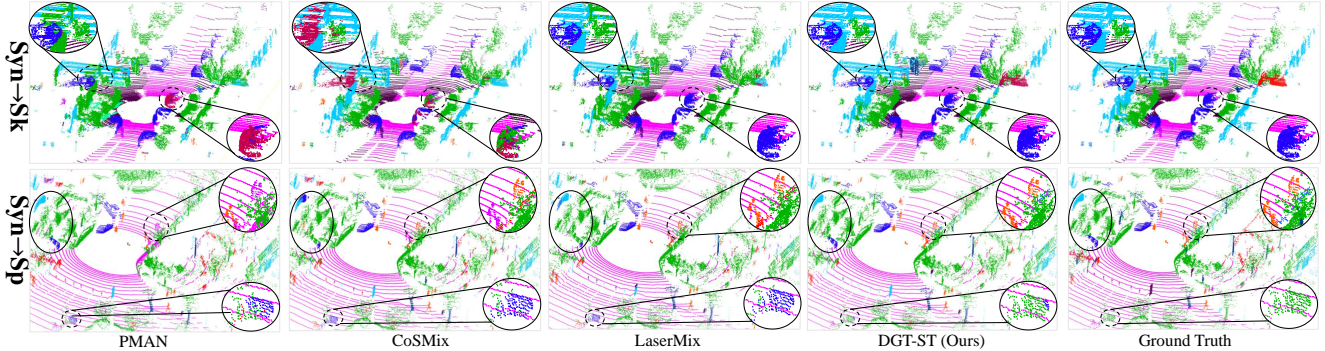 Syn→Sk
Syn→Sp
PMAN
CoSMix
LaserMix
DGT-ST (Ours)
Ground Truth